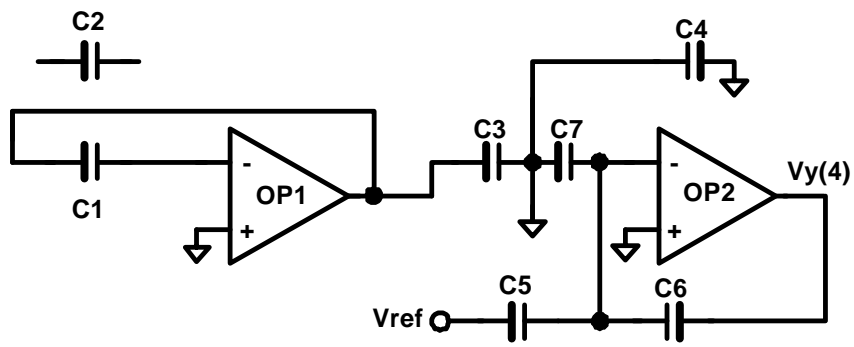 C2
C4
C3
C7
-
OP1
+
C1
-
OP2
+
Vy(4)
C5
C6
Vref